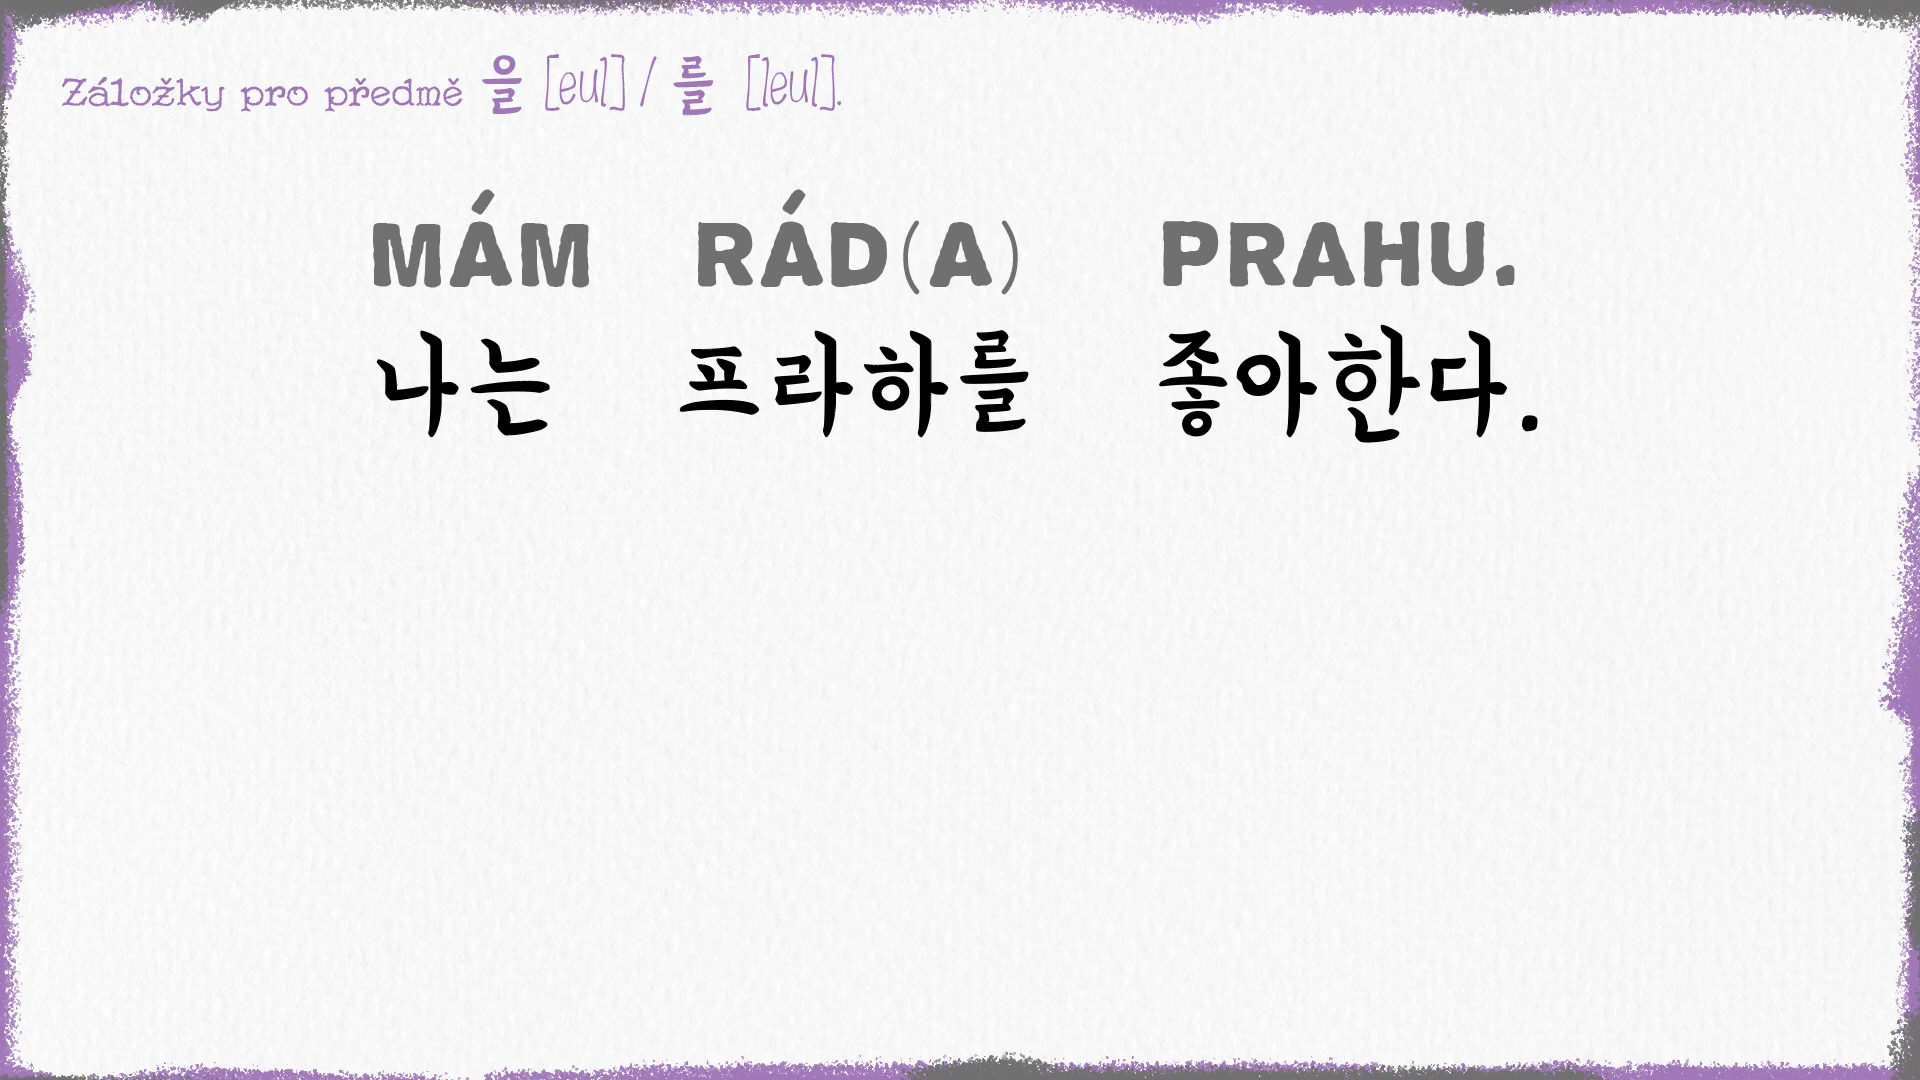 Záložky pro předmě 을 [eul] / 를 [leul].
MÁM RÁD(A) PRAHU.
나는 프라하를 좋아한다.